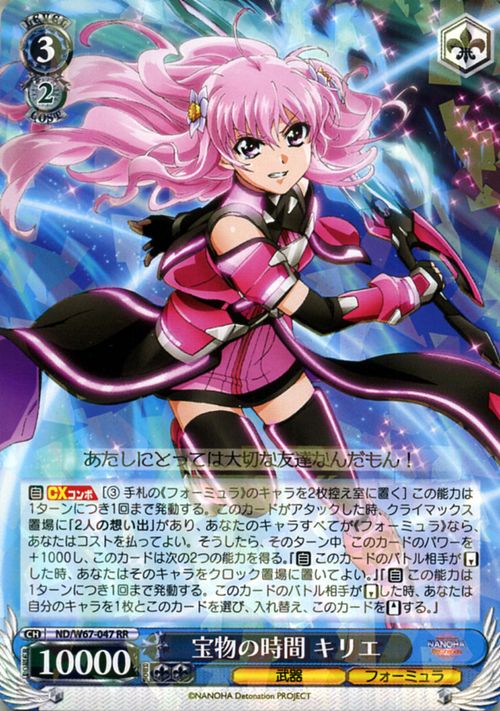 LEVEL
3
2
COST
あたしにとっては大切な友達なんだもん！
自 CXコンボ ［③ 手札の《フォーミュラ》のキャラを2枚控え室に置く］ この能力は
1ターンにつき1回まで発動する。このカードがアタックした時、クライマックス
置場に「2人の想い出」があり、あなたのキャラすべてが《フォーミュラ》なら、
あなたはコストを払ってよい。そうしたら、そのターン中、このカードのパワーを
＋1000し、このカードは次の2つの能力を得る。『自 このカードのバトル相手が
した時、あなたはそのキャラをクロック置場に置いてよい。』『自 この能力は
1ターンにつき1回まで発動する。このカードのバトル相手が した時、あなたは
自分のキャラを1枚とこのカードを選び、入れ替え、このカードを する。』
CH ND/W67-047 RR
10000
宝物の時間 キリエ
NANOHA
武器
フォーミュラ
©NANOHA Detonation PROJECT